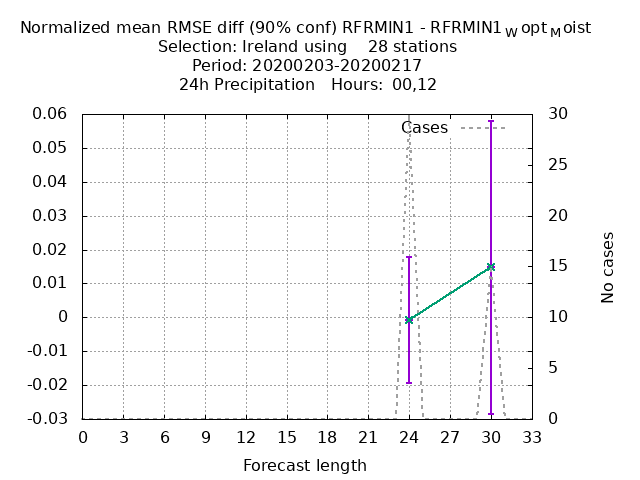 Normalized mean RMSE diff (90% conf) RFRMIN1 - RFRMIN1WoptMoist
Selection: Ireland using 28 stations
Period: 20200203-20200217
24h Precipitation Hours: 00,12
Cases
0.06
0.05
0.04
0.03
0.02
0.01
0
-0.01
-0.02
-0.03
30
25
20
15
10
5
0
No cases
0 3 6 9 12 15 18 21 24 27 30 33
Forecast length